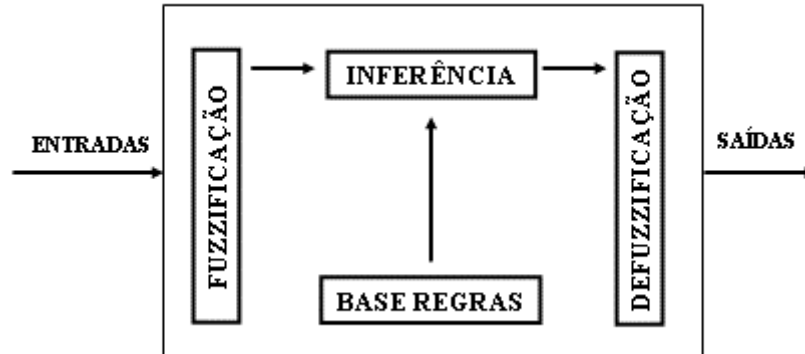 ENTRADAS
FUZZIFICAÇÃO
INFERÊNCIA
BASE REGRAS
DEFUZZIFICAÇÃO
SAÍDAS